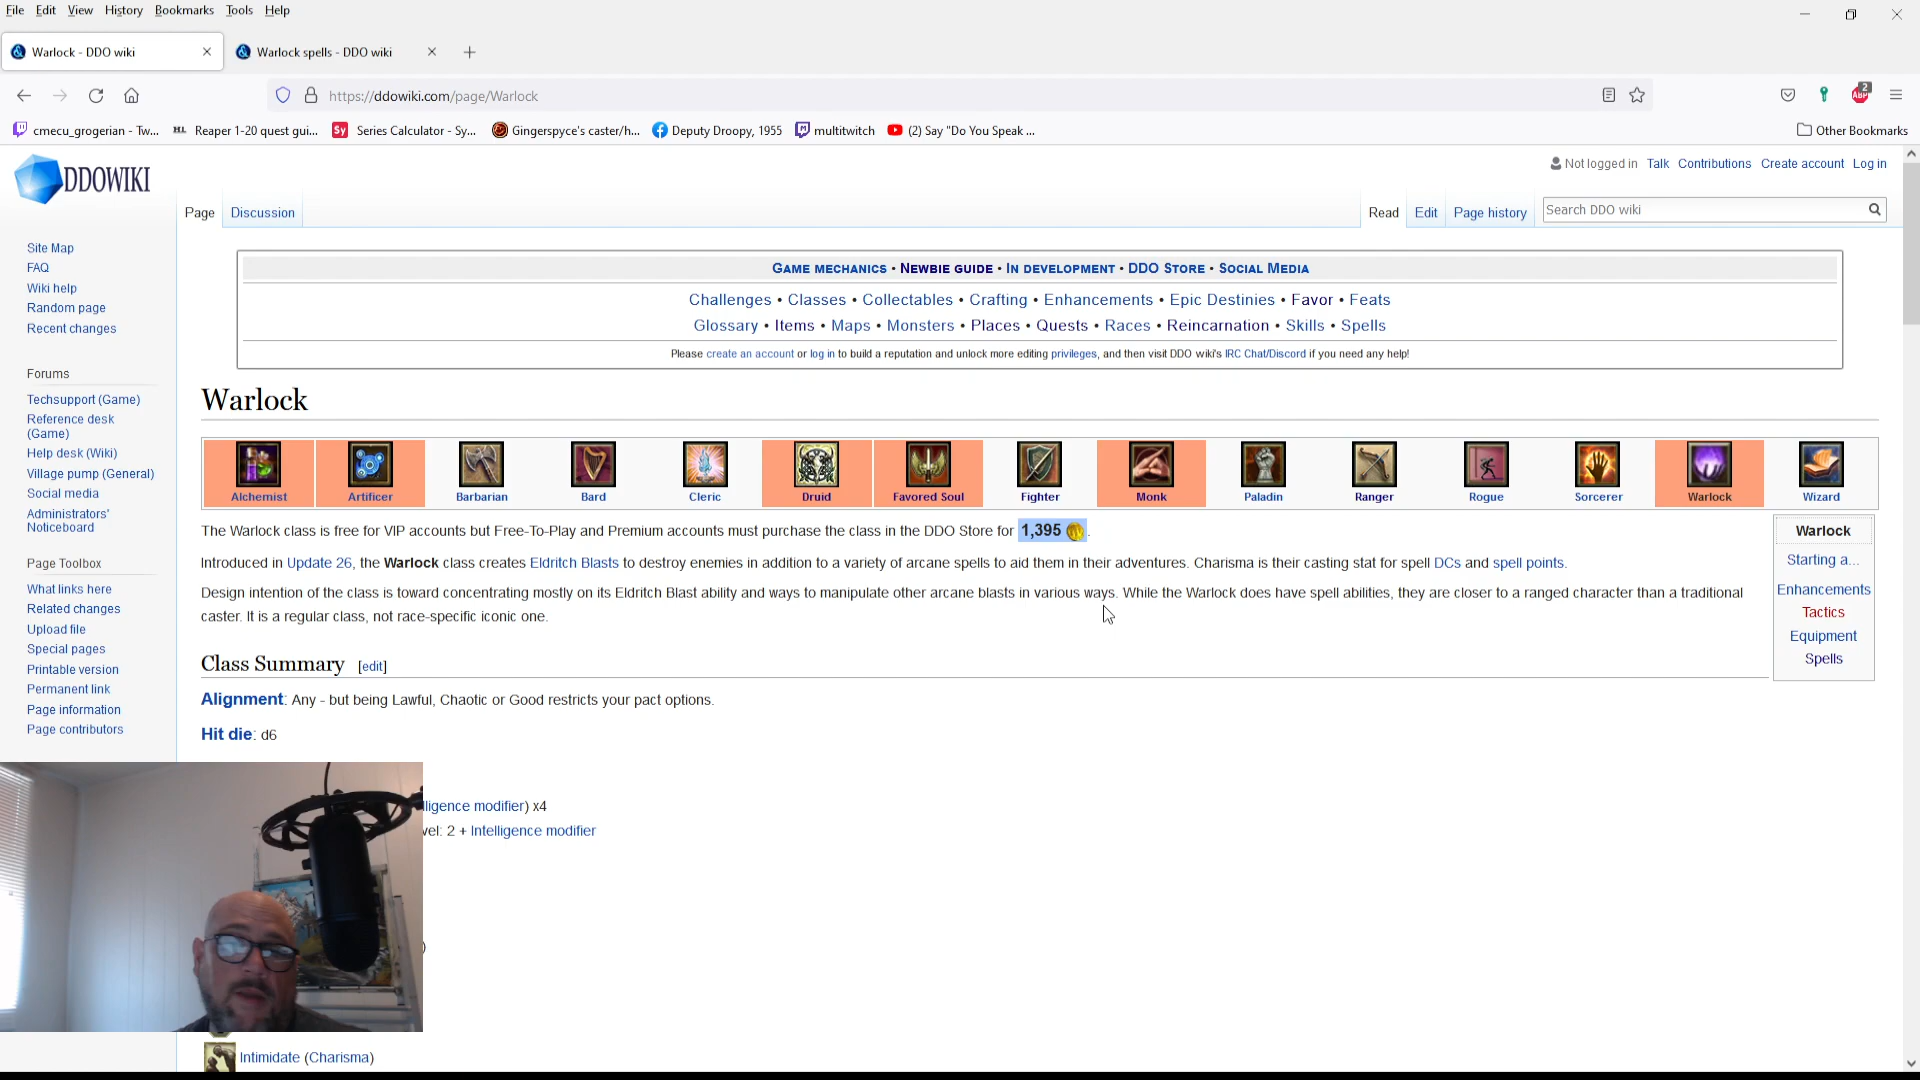 File Edit View History Bookmarks Tools Help
Warlock - DDO wiki
Warlock spells - DDO wiki
https://ddowiki.com/page/Warlock
2
ABP
cmecu_grogerian - Tw...
Reaper 1-20 quest gui...
Sy Series Calculator - Sy...
Gingerspyce's caster/h...
Deputy Droopy, 1955
multitwitch
(2) Say "Do You Speak ...
Other Bookmarks
DDOWIKI
Not logged in Talk Contributions Create account Log in
Page Discussion
Read Edit Page history
Search DDO wiki
Site Map
FAQ
Wiki help
Random page
Recent changes
Forums
Techsupport (Game)
Reference desk
(Game)
Help desk (Wiki)
Village pump (General)
Social media
Administrators'
Noticeboard
Page Toolbox
What links here
Related changes
Upload file
Special pages
Printable version
Permanent link
Page information
Page contributors
GAME MECHANICS • NEWBIE GUIDE • IN DEVELOPMENT • DDO STORE • SOCIAL MEDIA
Challenges • Classes • Collectables • Crafting • Enhancements • Epic Destinies • Favor • Feats
Glossary • Items • Maps • Monsters • Places • Quests • Races • Reincarnation • Skills • Spells
Please create an account or log in to build a reputation and unlock more editing privileges, and then visit DDO wiki's IRC Chat/Discord if you need any help!
Warlock
Alchemist Artificer Barbarian Bard Cleric Druid Favored Soul Fighter Monk Paladin Ranger Rogue Sorcerer Warlock Wizard
The Warlock class is free for VIP accounts but Free-To-Play and Premium accounts must purchase the class in the DDO Store for 1,395 .
Introduced in Update 26, the Warlock class creates Eldritch Blasts to destroy enemies in addition to a variety of arcane spells to aid them in their adventures. Charisma is their casting stat for spell DCs and spell points.
Design intention of the class is toward concentrating mostly on its Eldritch Blast ability and ways to manipulate other arcane blasts in various ways. While the Warlock does have spell abilities, they are closer to a ranged character than a traditional
caster. It is a regular class, not race-specific iconic one.
Warlock
Starting a...
Enhancements
Tactics
Equipment
Spells
Class Summary [edit]
Alignment: Any - but being Lawful, Chaotic or Good restricts your pact options.
Hit die: d6
lligence modifier) x4
vel: 2 + Intelligence modifier
)
Intimidate (Charisma)